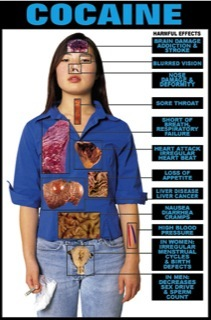 COCAINE
HARMFUL EFFECTS
BRAIN DAMAGE
ADDICTION &
STROKE
BLURRED VISION
NOSE
DAMAGE &
DEFORMITY
SORE THROAT
SHORT OF
BREATH,
RESPIRATORY
FAILURE
HEART ATTACK
IRREGULAR
HEART BEAT
LOSS OF
APPETITE
LIVER DISEASE
LIVER CANCER
NAUSEA
DIARRHEA
CRAMPS
HIGH BLOOD
PRESSURE
IN WOMEN:
IRREGULAR
MENSTRUAL
CYCLES
& BIRTH
DEFECTS
IN MEN:
DECREASES
SEX DRIVE
& SPERM
COUNT